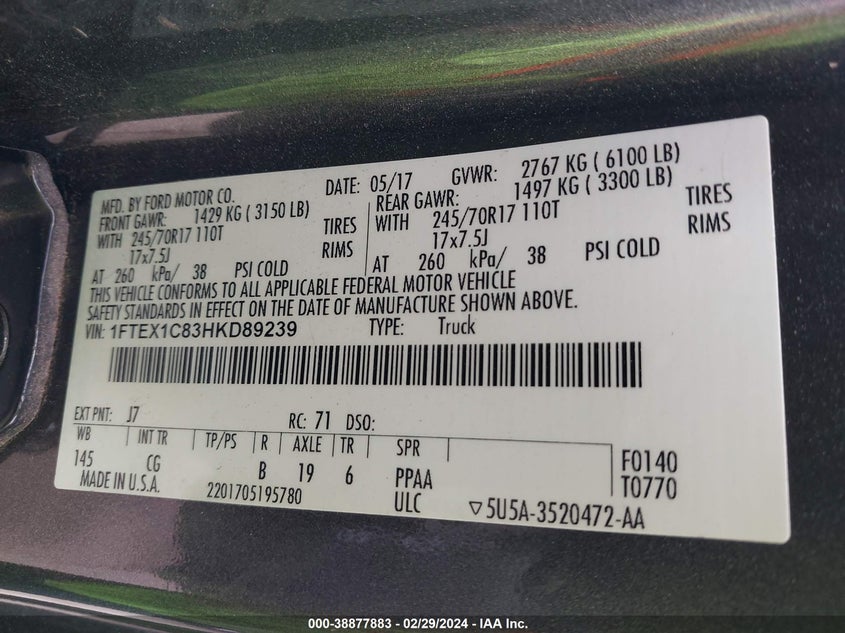 MFD. BY FORD MOTOR CO. DATE: 05/17 GVWR: 2767 KG ( 6100 LB)
FRONT GAWR: 1429 KG ( 3150 LB) REAR GAWR: 1497 KG ( 3300 LB)
WITH 245/70R17 110T TIRES WITH 245/70R17 110T TIRES
17x7.5J RIMS 17x7.5J RIMS
AT 260 kPa/ 38 PSI COLD AT 260 kPa/ 38 PSI COLD
THIS VEHICLE CONFORMS TO ALL APPLICABLE FEDERAL MOTOR VEHICLE
SAFETY STANDARDS IN EFFECT ON THE DATE OF MANUFACTURE SHOWN ABOVE.
VIN: 1FTEX1C83HKD89239 TYPE: Truck
EXT PNT: J7 RC: 71 DSO:
WB INT TR TP/PS R AXLE TR SPR
145 CG B 19 6 PPAA F0140
MADE IN U.S.A. 2201705195780 ULC T0770
▽5U5A-3520472-AA
000-38877883 - 02/29/2024 - IAA Inc.